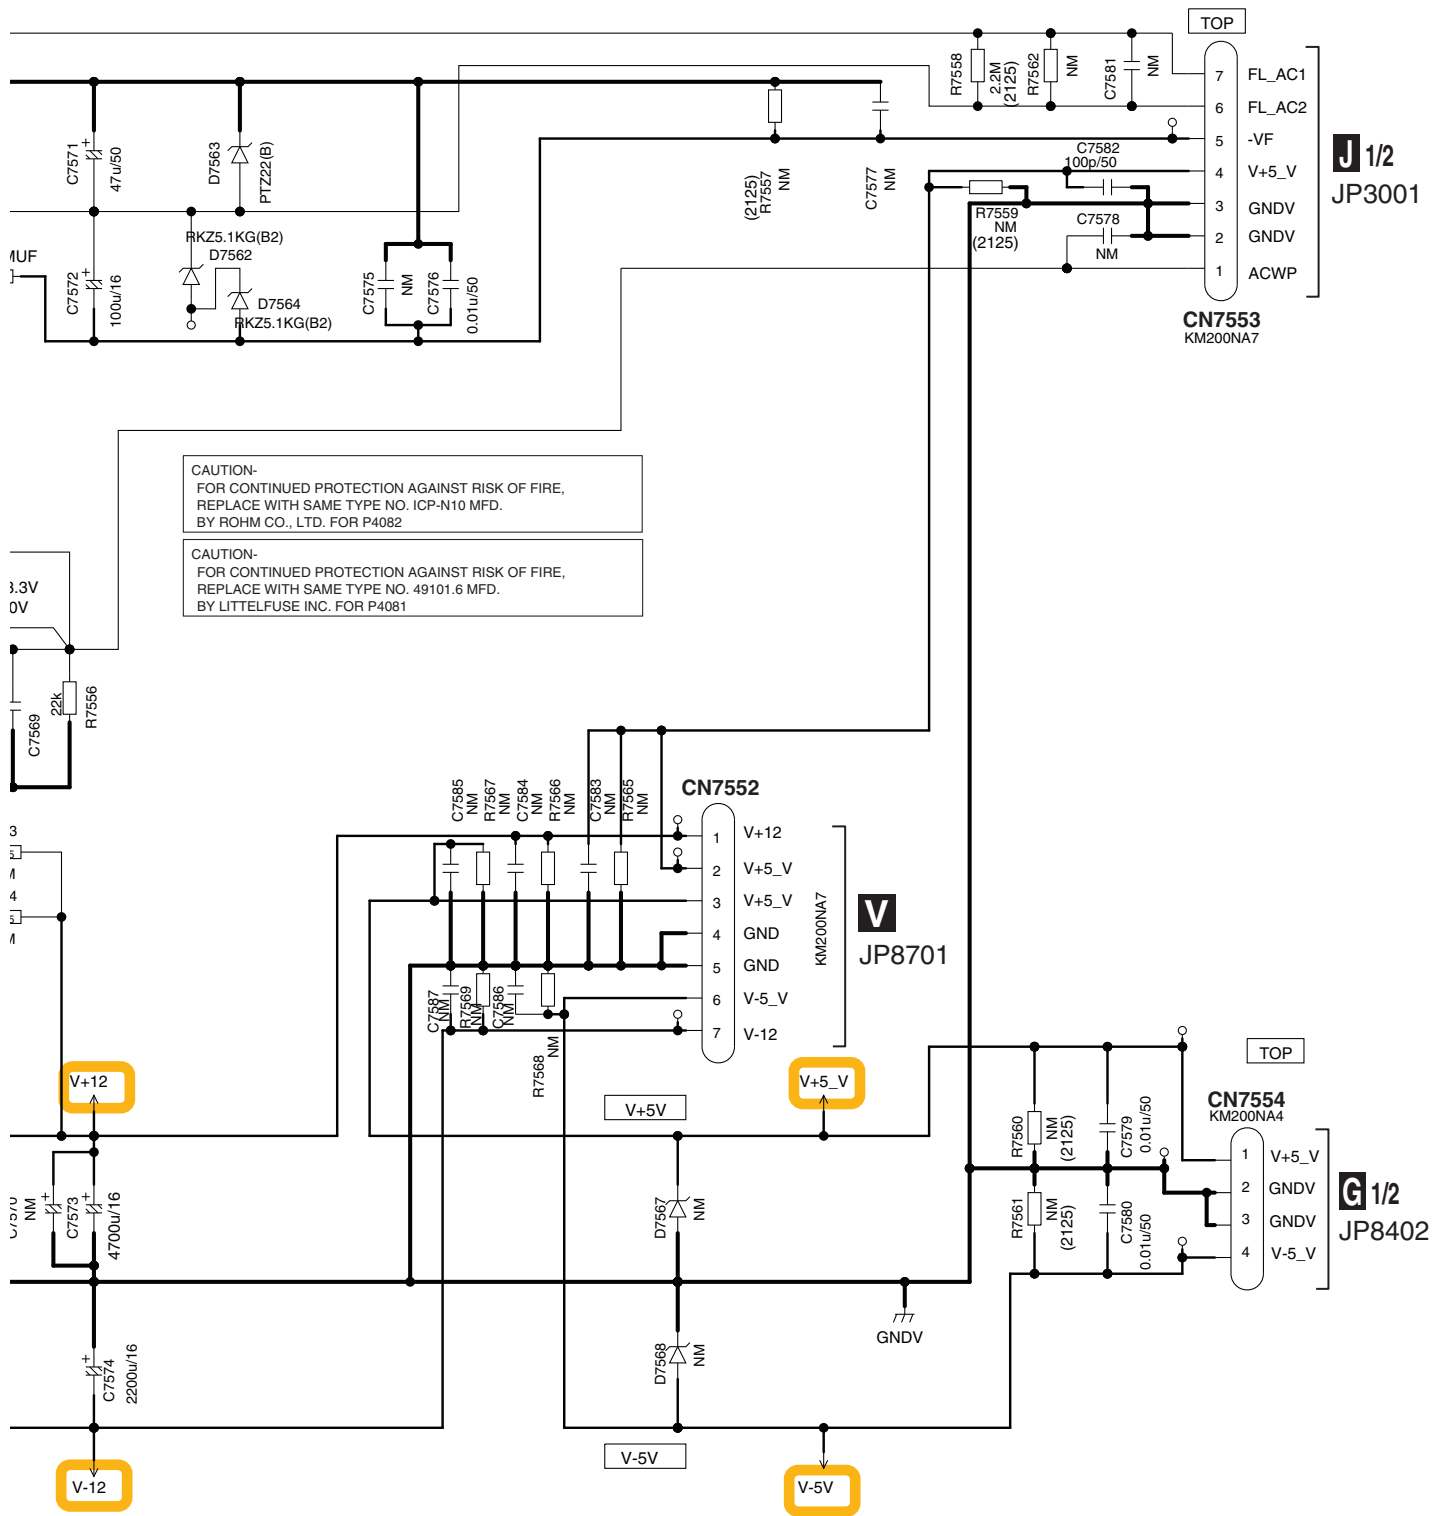 TOP
R7558
2.2M
(2125)
R7562
NM
C7581
NM
7 FL_AC1
6 FL_AC2
5 -VF
4 V+5_V
3 GNDV
2 GNDV
1 ACWP
J 1/2
JP3001
CN7553
KM200NA7
C7571
+
47u/50
D7563
PTZ22(B)
(2125)
R7557
NM
C7577
NM
C7582
100p/50
R7559
NM
(2125)
C7578
NM
RKZ5.1KG(B2)
D7562
MUF
C7572
+
100u/16
D7564
RKZ5.1KG(B2)
C7575
NM
C7576
0.01u/50
CAUTION-
FOR CONTINUED PROTECTION AGAINST RISK OF FIRE,
REPLACE WITH SAME TYPE NO. ICP-N10 MFD.
BY ROHM CO., LTD. FOR P4082
CAUTION-
FOR CONTINUED PROTECTION AGAINST RISK OF FIRE,
REPLACE WITH SAME TYPE NO. 49101.6 MFD.
BY LITTELFUSE INC. FOR P4081
3.3V
0V
C7569
22k
R7556
3
5
M
4
5
M
C7585
NM
R7567
NM
C7584
NM
R7566
NM
C7583
NM
R7565
NM
CN7552
1 V+12
2 V+5_V
3 V+5_V
4 GND
5 GND
6 V-5_V
7 V-12
KM200NA7
V
JP8701
C7587
NM
R7569
NM
C7586
NM
R7568
NM
V+12
V+5V
V+5_V
TOP
CN7554
KM200NA4
1 V+5_V
2 GNDV
3 GNDV
4 V-5_V
G 1/2
JP8402
R7560
NM
(2125)
C7579
0.01u/50
R7561
NM
(2125)
C7580
0.01u/50
C7570
NM
+
C7573
+
4700u/16
D7567
NM
GNDV
C7574
+
2200u/16
D7568
NM
V-12
V-5V
V-5V